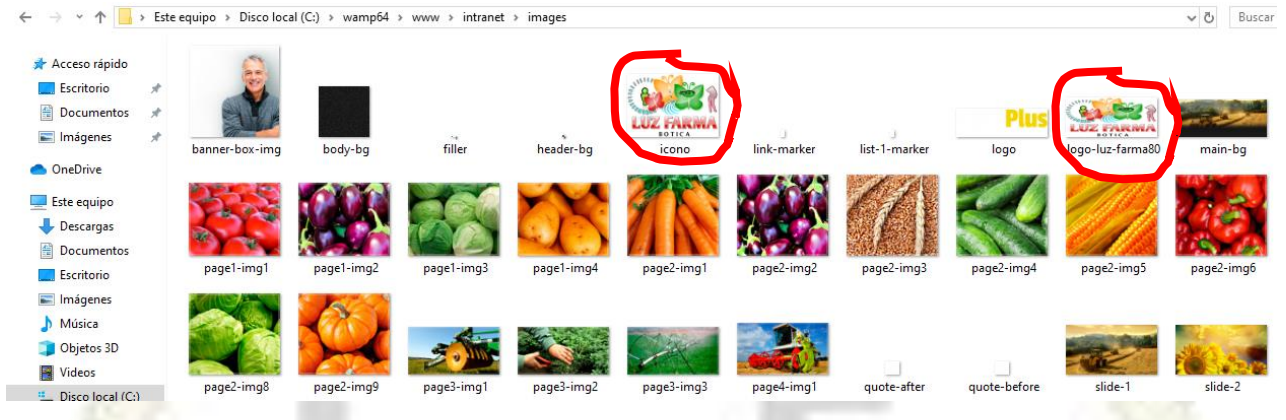 Este equipo > Disco local (C:) > wamp64 > www > intranet > images
Buscar
Acceso rápido
Escritorio
Documentos
Imágenes
OneDrive
Este equipo
Descargas
Documentos
Escritorio
Imágenes
Música
Objetos 3D
Videos
Disco local (C:)
LUZ FARMA
BOTICA
Plus
LUZ FARMA
BOTICA
banner-box-img
body-bg
filler
header-bg
icono
link-marker
list-1-marker
logo
logo-luz-farma80
main-bg
page1-img1
page1-img2
page1-img3
page1-img4
page2-img1
page2-img2
page2-img3
page2-img4
page2-img5
page2-img6
page2-img8
page2-img9
page3-img1
page3-img2
page3-img3
page4-img1
quote-after
quote-before
slide-1
slide-2